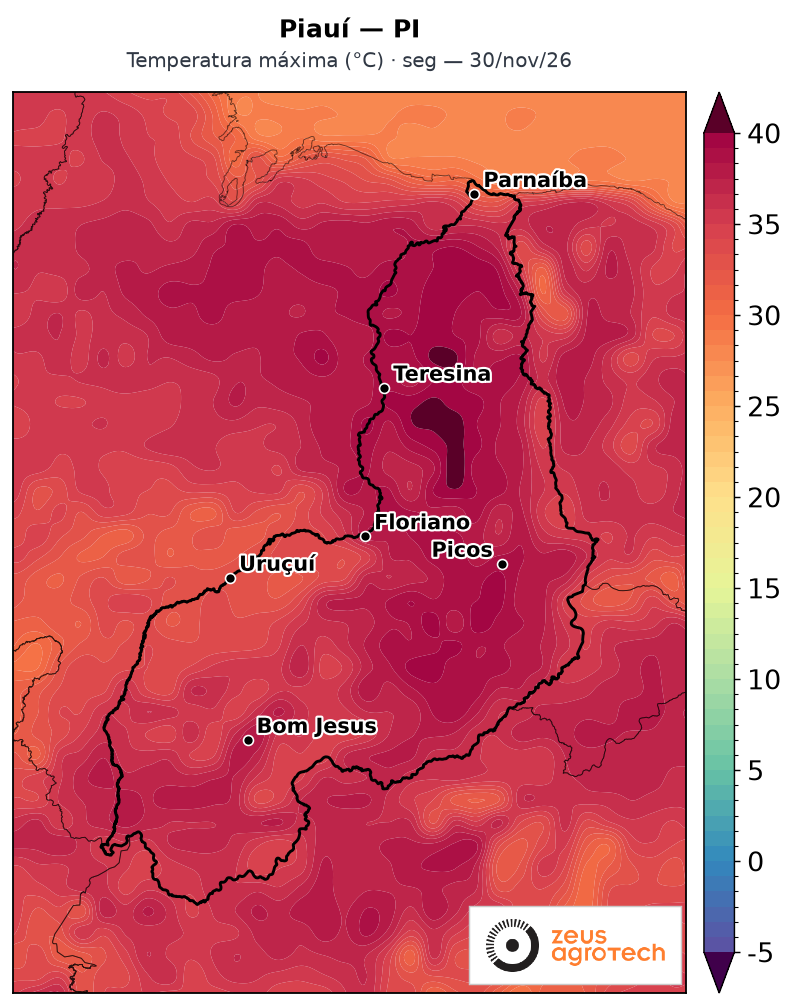 Piauí — PI
Temperatura máxima (°C) · seg — 30/nov/26
Parnaíba
Teresina
Floriano
Picos
Uruçuí
Bom Jesus
40
35
30
25
20
15
10
5
0
-5
zeus
agrotech